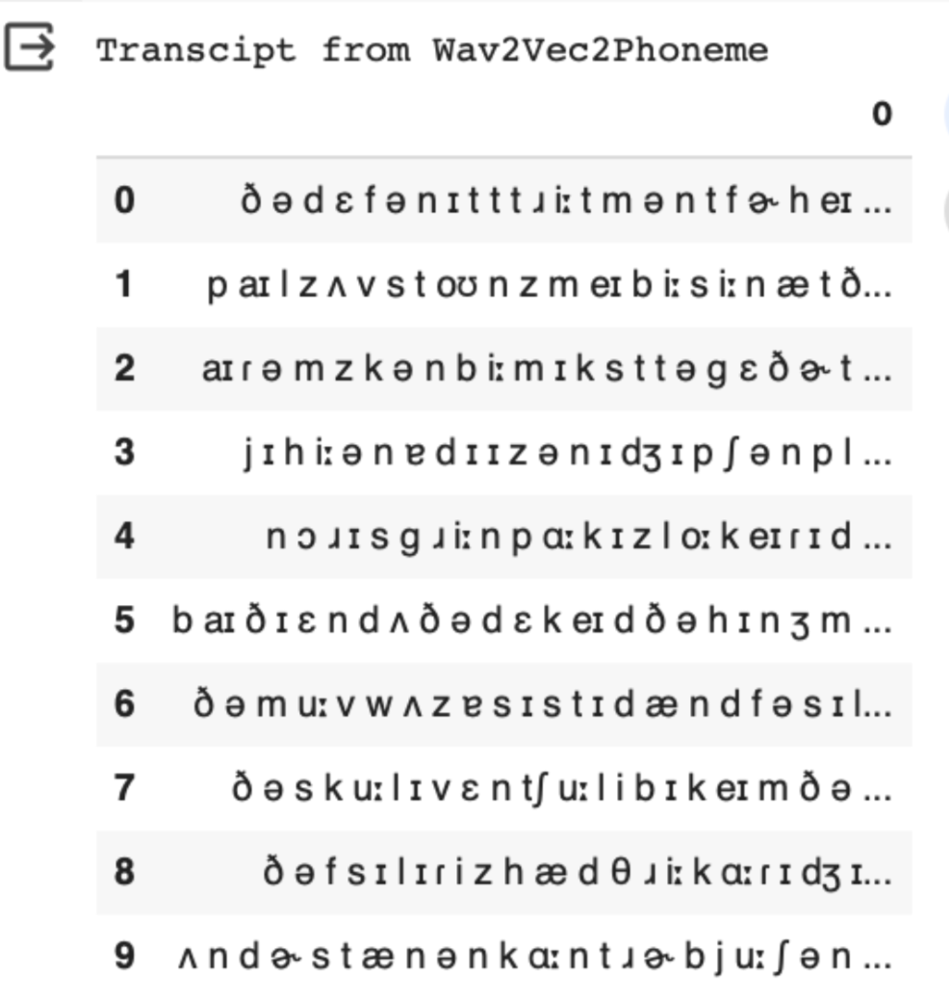 Transcipt from Wav2Vec2Phoneme
0
0 ð ə d ɛ f ə n ɪ t t t ɹ iː t m ə n t f ɚ h eɪ ...
1 p aɪ l z ʌ v s t oʊ n z m eɪ b iː s iː n æ t ð...
2 aɪ ɾ ə m z k ə n b iː m ɪ k s t t ə ɡ ɛ ð ɚ t ...
3 j ɪ h iː ə n ɐ d ɪ ɪ z ə n ɪ dʒ ɪ p ʃ ə n p l ...
4 n ɔ ɹ ɪ s ɡ ɹ iː n p ɑː k ɪ z l oː k eɪ ɾ ɪ d ...
5 b aɪ ð ɪ ɛ n d ʌ ð ə d ɛ k eɪ d ð ə h ɪ n ʒ m ...
6 ð ə m uː v w ʌ z ɐ s ɪ s t ɪ d æ n d f ə s ɪ l...
7 ð ə s k uː l ɪ v ɛ n tʃ uː l i b ɪ k eɪ m ð ə ...
8 ð ə f s ɪ l ɪ ɾ i z h æ d θ ɹ iː k ɑː ɾ ɪ dʒ ɪ...
9 ʌ n d ɚ s t æ n ə n k ɑː n t ɹ ɚ b j uː ʃ ə n ...